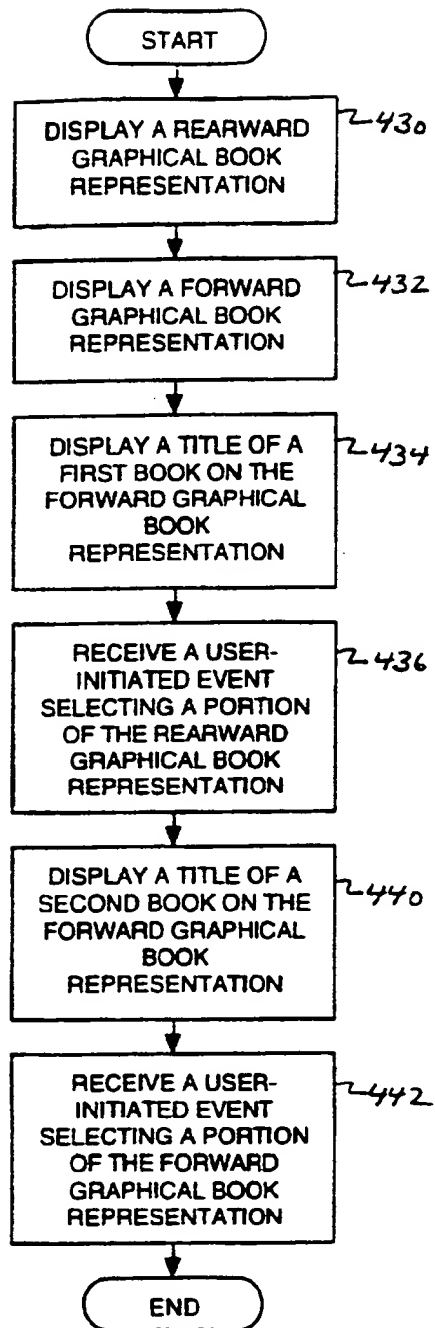 START
DISPLAY A REARWARD
GRAPHICAL BOOK
REPRESENTATION
430
DISPLAY A FORWARD
GRAPHICAL BOOK
REPRESENTATION
432
DISPLAY A TITLE OF A
FIRST BOOK ON THE
FORWARD GRAPHICAL
BOOK
REPRESENTATION
434
RECEIVE A USER-
INITIATED EVENT
SELECTING A PORTION
OF THE REARWARD
GRAPHICAL BOOK
REPRESENTATION
436
DISPLAY A TITLE OF A
SECOND BOOK ON THE
FORWARD GRAPHICAL
BOOK
REPRESENTATION
440
RECEIVE A USER-
INITIATED EVENT
SELECTING A PORTION
OF THE FORWARD
GRAPHICAL BOOK
REPRESENTATION
442
END